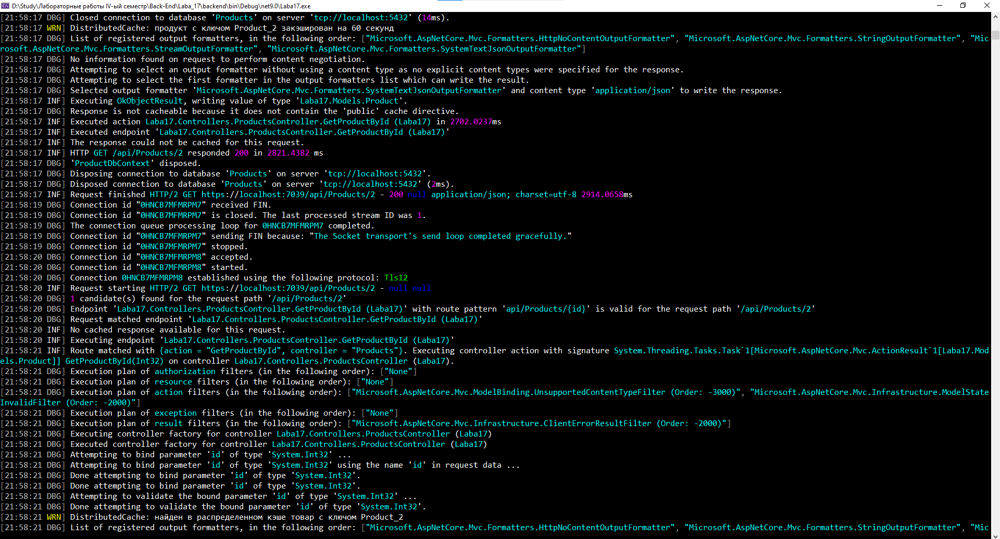 D:\Study\Лабораторные работы IV-ый семестр\Back-End\Laba_17\backend\bin\Debug\net9.0\Laba17.exe
[21:58:17 DBG] Closed connection to database 'Products' on server 'tcp://localhost:5432' (14ms).
[21:58:17 WRN] DistributedCache: продукт с ключом Product_2 закэширован на 60 секунд
[21:58:17 DBG] List of registered output formatters, in the following order: ["Microsoft.AspNetCore.Mvc.Formatters.HttpNoContentOutputFormatter", "Microsoft.AspNetCore.Mvc.Formatters.StringOutputFormatter", "Mic
rosoft.AspNetCore.Mvc.Formatters.StreamOutputFormatter", "Microsoft.AspNetCore.Mvc.Formatters.SystemTextJsonOutputFormatter"]
[21:58:17 DBG] No information found on request to perform content negotiation.
[21:58:17 DBG] Attempting to select an output formatter without using a content type as no explicit content types were specified for the response.
[21:58:17 DBG] Attempting to select the first formatter in the output formatters list which can write the result.
[21:58:17 DBG] Selected output formatter 'Microsoft.AspNetCore.Mvc.Formatters.SystemTextJsonOutputFormatter' and content type 'application/json' to write the response.
[21:58:17 INF] Executing OkObjectResult, writing value of type 'Laba17.Models.Product'.
[21:58:17 DBG] Response is not cacheable because it does not contain the 'public' cache directive.
[21:58:17 INF] Executed action Laba17.Controllers.ProductsController.GetProductById (Laba17) in 2702.0237ms
[21:58:17 INF] Executed endpoint 'Laba17.Controllers.ProductsController.GetProductById (Laba17)'
[21:58:17 INF] The response could not be cached for this request.
[21:58:17 INF] HTTP GET /api/Products/2 responded 200 in 2821.4382 ms
[21:58:17 DBG] 'ProductDbContext' disposed.
[21:58:17 DBG] Disposing connection to database 'Products' on server 'tcp://localhost:5432'.
[21:58:17 DBG] Disposed connection to database 'Products' on server 'tcp://localhost:5432' (2ms).
[21:58:17 INF] Request finished HTTP/2 GET https://localhost:7039/api/Products/2 - 200 null application/json; charset=utf-8 2914.0658ms
[21:58:19 DBG] Connection id "0HNCB7MFMRPM7" received FIN.
[21:58:19 DBG] Connection id "0HNCB7MFMRPM7" is closed. The last processed stream ID was 1.
[21:58:19 DBG] The connection queue processing loop for 0HNCB7MFMRPM7 completed.
[21:58:19 DBG] Connection id "0HNCB7MFMRPM7" sending FIN because: "The Socket transport's send loop completed gracefully."
[21:58:19 DBG] Connection id "0HNCB7MFMRPM7" stopped.
[21:58:20 DBG] Connection id "0HNCB7MFMRPM8" accepted.
[21:58:20 DBG] Connection id "0HNCB7MFMRPM8" started.
[21:58:20 DBG] Connection 0HNCB7MFMRPM8 established using the following protocol: Tls12
[21:58:20 INF] Request starting HTTP/2 GET https://localhost:7039/api/Products/2 - null null
[21:58:20 DBG] 1 candidate(s) found for the request path '/api/Products/2'
[21:58:20 DBG] Endpoint 'Laba17.Controllers.ProductsController.GetProductById (Laba17)' with route pattern 'api/Products/{id}' is valid for the request path '/api/Products/2'
[21:58:20 DBG] Request matched endpoint 'Laba17.Controllers.ProductsController.GetProductById (Laba17)'
[21:58:20 INF] No cached response available for this request.
[21:58:20 INF] Executing endpoint 'Laba17.Controllers.ProductsController.GetProductById (Laba17)'
[21:58:21 INF] Route matched with {action = "GetProductById", controller = "Products"}. Executing controller action with signature System.Threading.Tasks.Task`1[Microsoft.AspNetCore.Mvc.ActionResult`1[Laba17.Mod
els.Product]] GetProductById(Int32) on controller Laba17.Controllers.ProductsController (Laba17).
[21:58:21 DBG] Execution plan of authorization filters (in the following order): ["None"]
[21:58:21 DBG] Execution plan of resource filters (in the following order): ["None"]
[21:58:21 DBG] Execution plan of action filters (in the following order): ["Microsoft.AspNetCore.Mvc.ModelBinding.UnsupportedContentTypeFilter (Order: -3000)", "Microsoft.AspNetCore.Mvc.Infrastructure.ModelState
InvalidFilter (Order: -2000)"]
[21:58:21 DBG] Execution plan of exception filters (in the following order): ["None"]
[21:58:21 DBG] Execution plan of result filters (in the following order): ["Microsoft.AspNetCore.Mvc.Infrastructure.ClientErrorResultFilter (Order: -2000)"]
[21:58:21 DBG] Executing controller factory for controller Laba17.Controllers.ProductsController (Laba17)
[21:58:21 DBG] Executed controller factory for controller Laba17.Controllers.ProductsController (Laba17)
[21:58:21 DBG] Attempting to bind parameter 'id' of type 'System.Int32' ...
[21:58:21 DBG] Attempting to bind parameter 'id' of type 'System.Int32' using the name 'id' in request data ...
[21:58:21 DBG] Done attempting to bind parameter 'id' of type 'System.Int32'.
[21:58:21 DBG] Done attempting to bind parameter 'id' of type 'System.Int32'.
[21:58:21 DBG] Attempting to validate the bound parameter 'id' of type 'System.Int32' ...
[21:58:21 DBG] Done attempting to validate the bound parameter 'id' of type 'System.Int32'.
[21:58:21 WRN] DistributedCache: найден в распределенном кэше товар с ключом Product_2
[21:58:21 DBG] List of registered output formatters, in the following order: ["Microsoft.AspNetCore.Mvc.Formatters.HttpNoContentOutputFormatter", "Microsoft.AspNetCore.Mvc.Formatters.StringOutputFormatter", "Mic